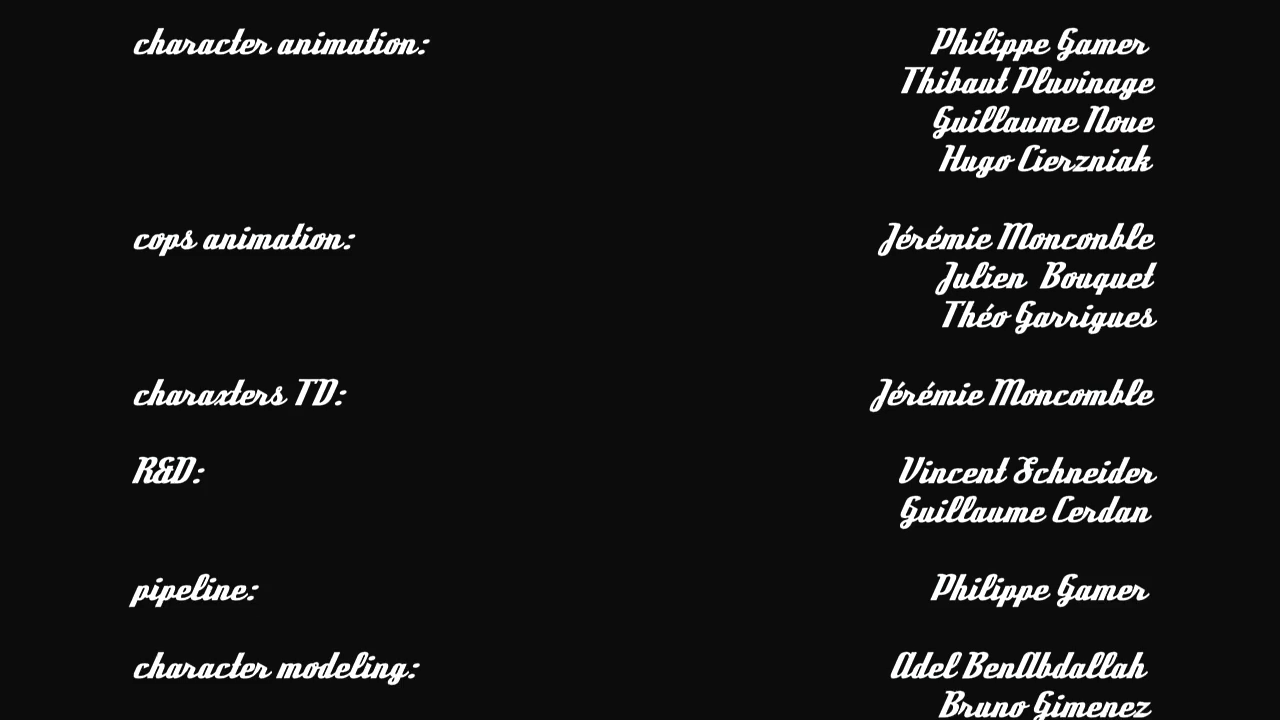 character animation: Philippe Gamer
Thibaut Pluvinage
Guillaume Noue
Hugo Cierzniak
cops animation: Jérémie Monconble
Julien Bouquet
Théo Garrigues
charaxters TD: Jérémie Moncomble
R&D: Vincent Schneider
Guillaume Cerdan
pipeline: Philippe Gamer
character modeling: Adel BenAbdallah
Bruno Gimenez